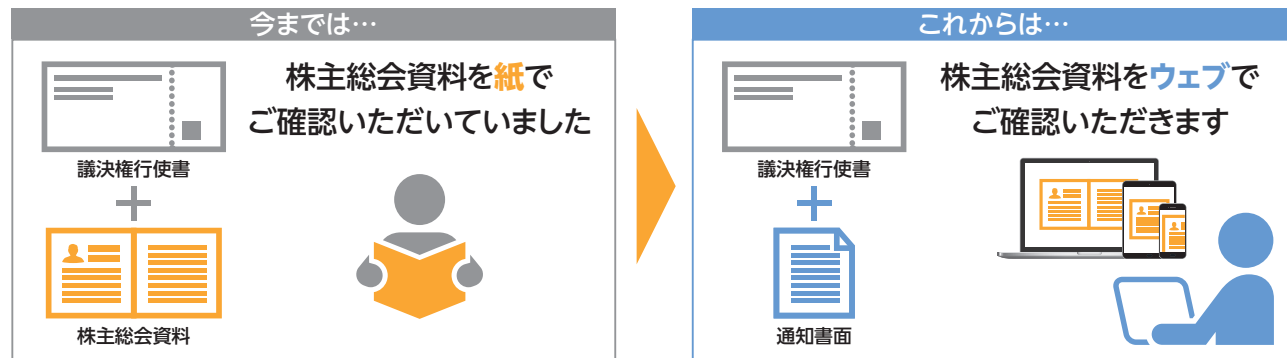 今までは…
株主総会資料を紙で
ご確認いただいていました
議決権行使書
株主総会資料
これからは…
株主総会資料をウェブで
ご確認いただきます
議決権行使書
通知書面